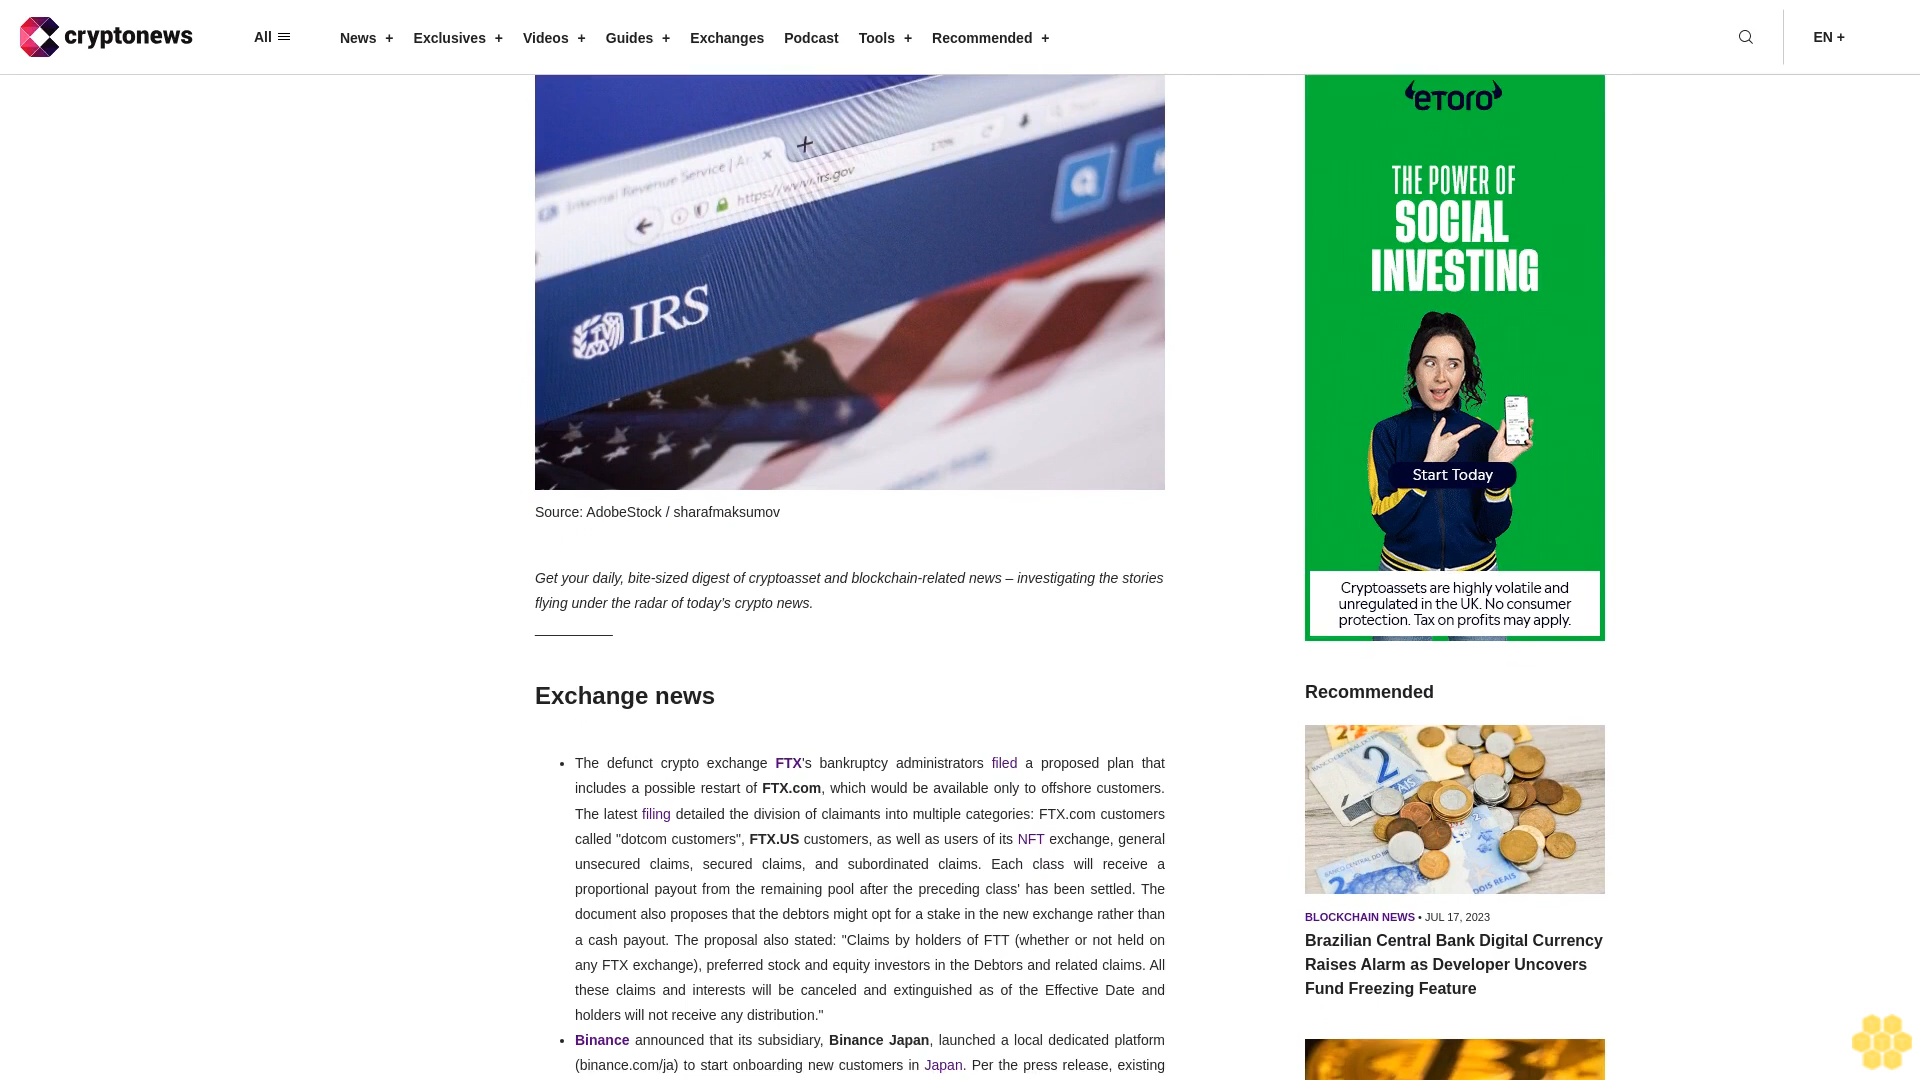 cryptonews
All
News + Exclusives + Videos + Guides + Exchanges Podcast Tools + Recommended +
EN +
Internal Revenue Service
170%
https://www.irs.gov
IRS
Source: AdobeStock / sharafmaksumov
Get your daily, bite-sized digest of cryptoasset and blockchain-related news – investigating the stories
flying under the radar of today's crypto news.
__________
Exchange news
• The defunct crypto exchange FTX's bankruptcy administrators filed a proposed plan that
includes a possible restart of FTX.com, which would be available only to offshore customers.
The latest filing detailed the division of claimants into multiple categories: FTX.com customers
called "dotcom customers", FTX.US customers, as well as users of its NFT exchange, general
unsecured claims, secured claims, and subordinated claims. Each class will receive a
proportional payout from the remaining pool after the preceding class' has been settled. The
document also proposes that the debtors might opt for a stake in the new exchange rather than
a cash payout. The proposal also stated: "Claims by holders of FTT (whether or not held on
any FTX exchange), preferred stock and equity investors in the Debtors and related claims. All
these claims and interests will be canceled and extinguished as of the Effective Date and
holders will not receive any distribution."
• Binance announced that its subsidiary, Binance Japan, launched a local dedicated platform
(binance.com/ja) to start onboarding new customers in Japan. Per the press release, existing
eToro
THE POWER OF
SOCIAL
INVESTING
Start Today
Cryptoassets are highly volatile and
unregulated in the UK. No consumer
protection. Tax on profits may apply.
Recommended
2
DOIS REAIS
BLOCKCHAIN NEWS • JUL 17, 2023
Brazilian Central Bank Digital Currency
Raises Alarm as Developer Uncovers
Fund Freezing Feature